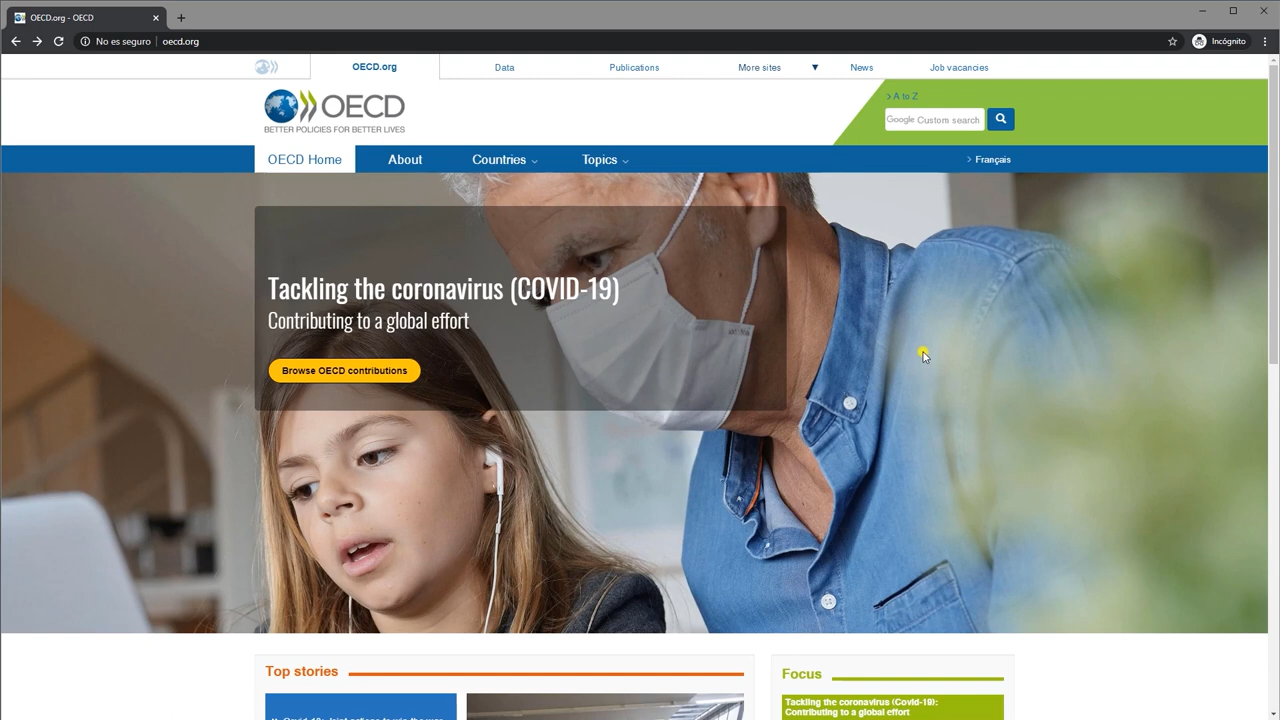 OECD.org - OECD
No es seguro
oecd.org
Incógnito
OECD.org
Data
Publications
More sites
News
Job vacancies
OECD
BETTER POLICIES FOR BETTER LIVES
> A to Z
Google Custom search
OECD Home
About
Countries
Topics
> Français
Tackling the coronavirus (COVID-19)
Contributing to a global effort
Browse OECD contributions
Top stories
Focus
Tackling the coronavirus (Covid-19):
Contributing to a global effort